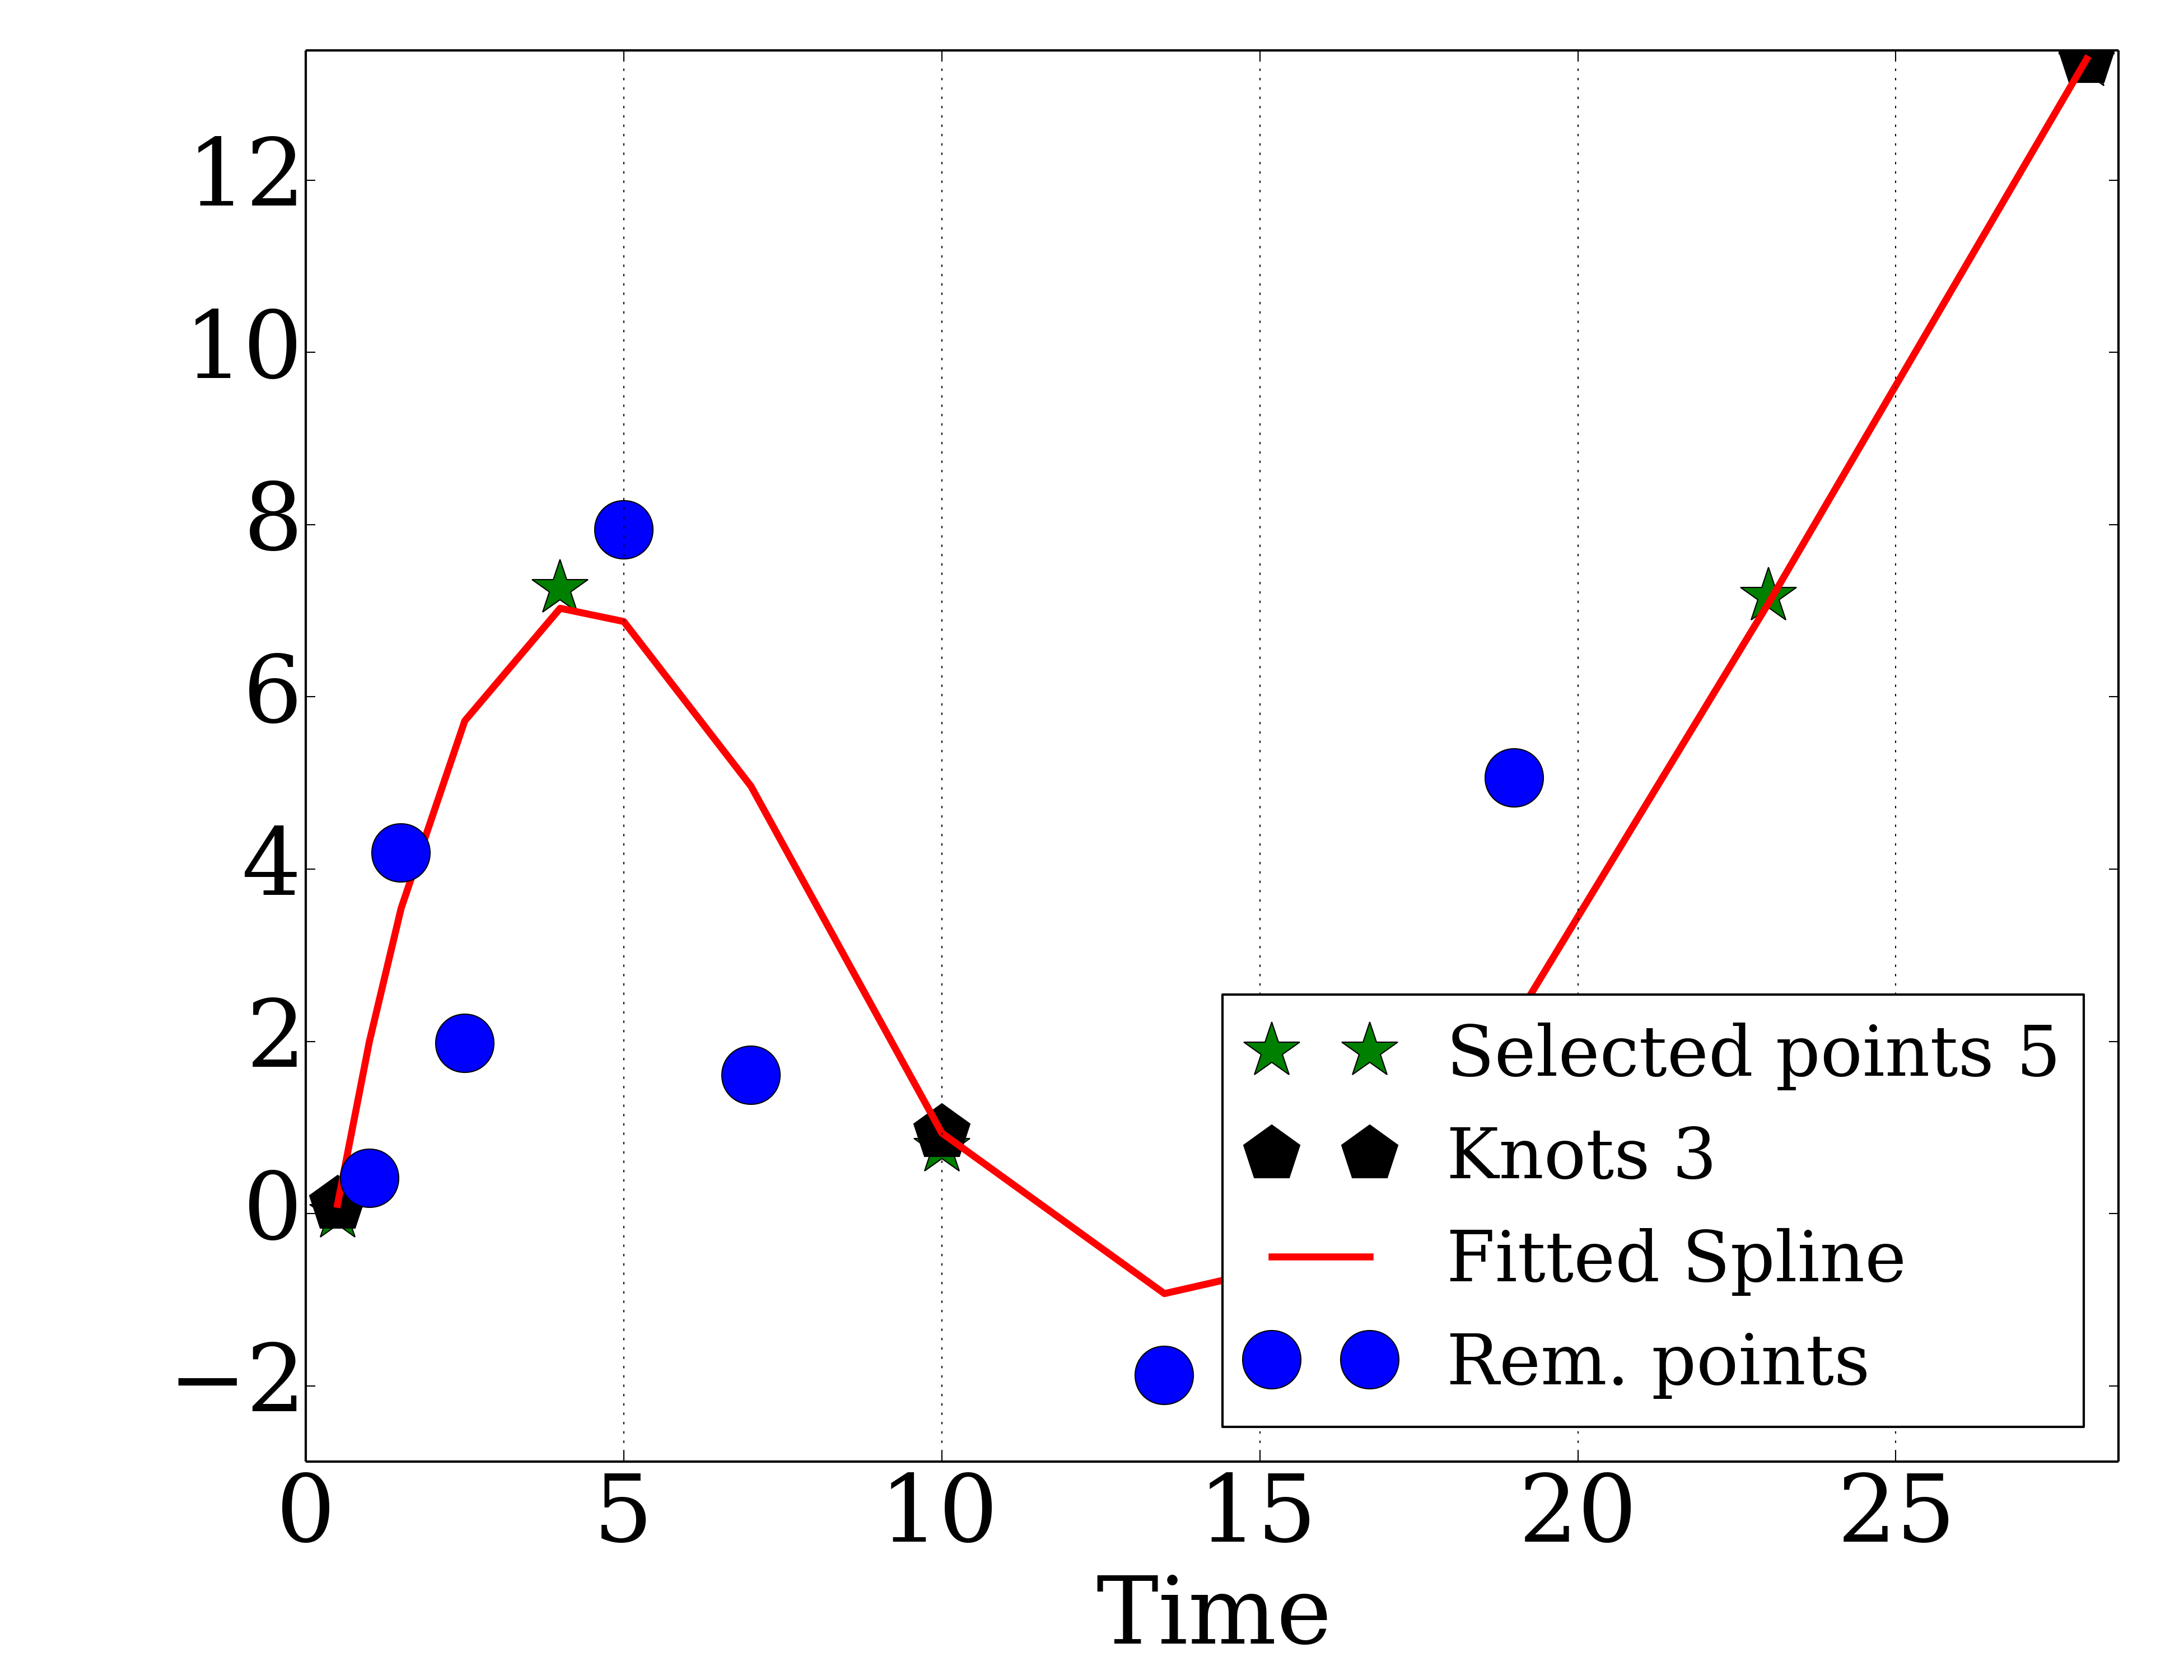 12
10
8
6
4
2
0
−2
Selected points 5
Knots 3
Fitted Spline
Rem. points
0 5 10 15 20 25
Time